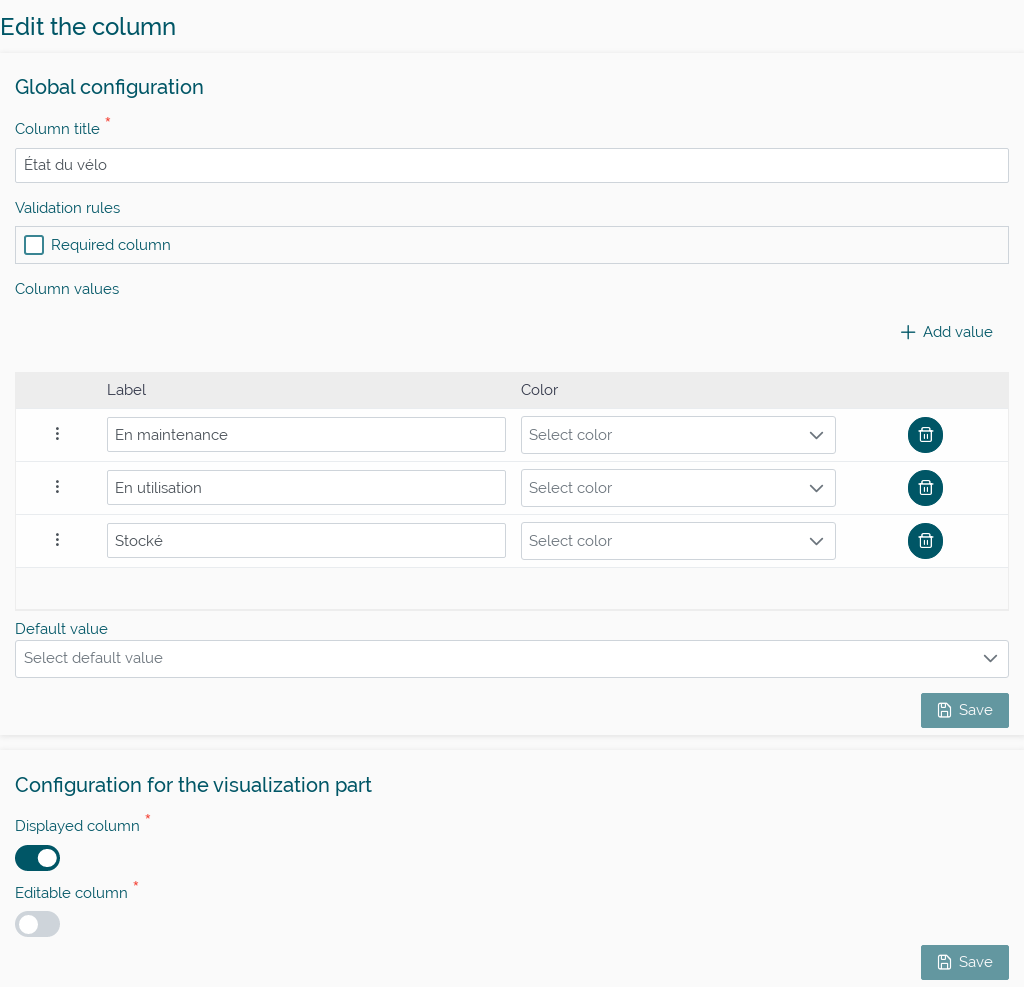 Edit the column
Global configuration
Column title *
État du vélo
Validation rules
Required column
Column values
Add value
Label Color
En maintenance Select color
En utilisation Select color
Stocké Select color
Default value
Select default value
Save
Configuration for the visualization part
Displayed column *
Editable column *
Save